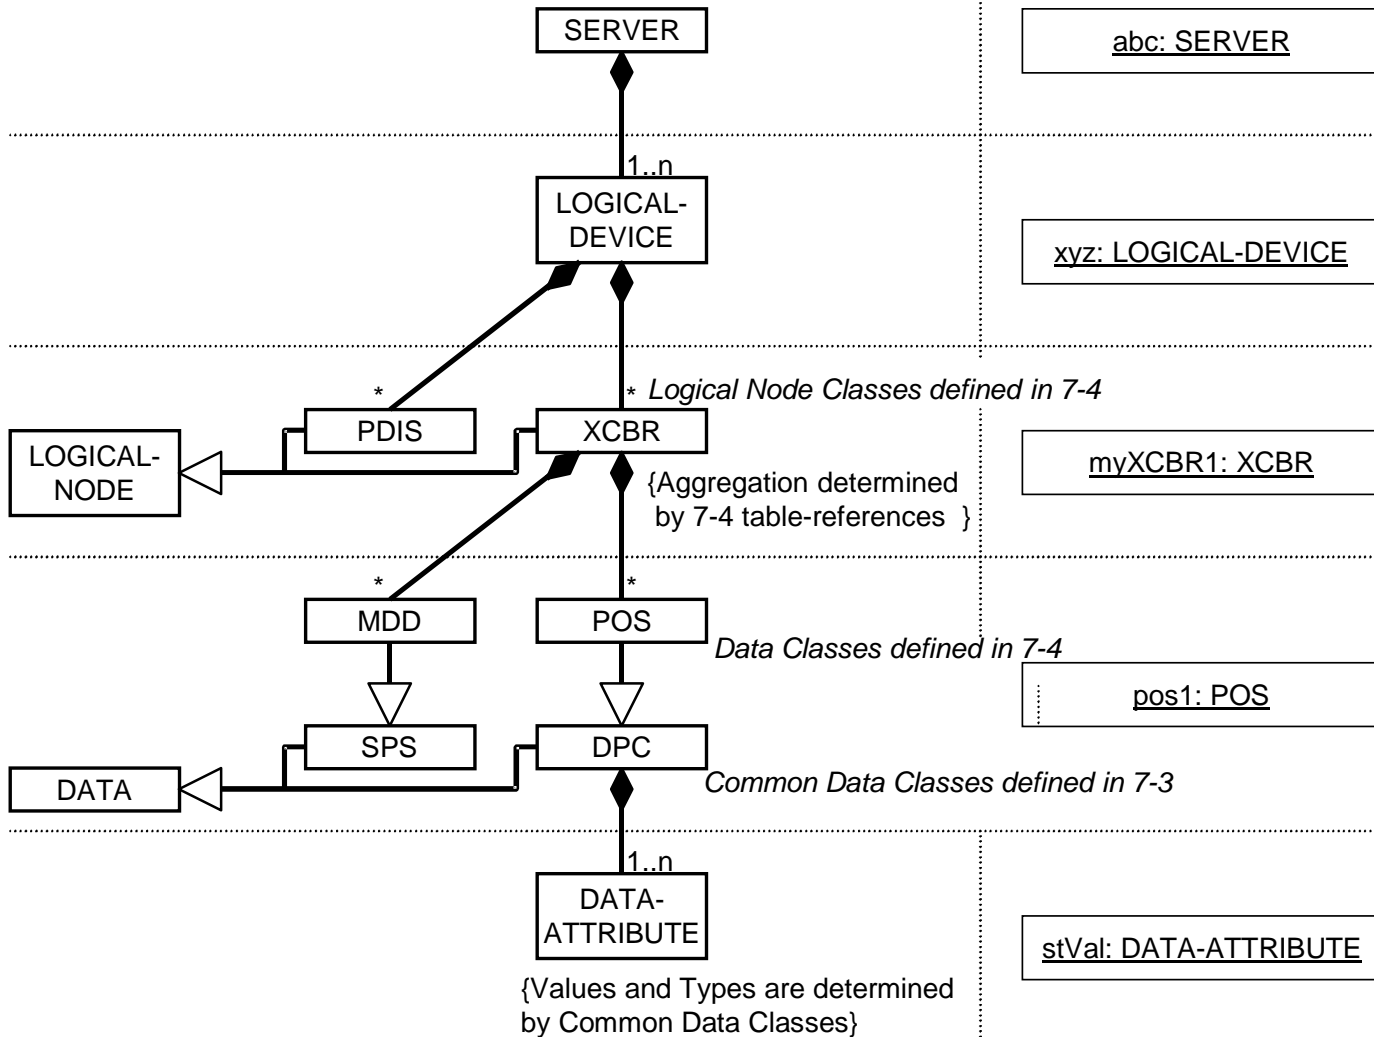 SERVER
abc: SERVER
1..n
LOGICAL-
DEVICE
xyz: LOGICAL-DEVICE
*
* Logical Node Classes defined in 7-4
PDIS
XCBR
LOGICAL-
NODE
myXCBR1: XCBR
{Aggregation determined
by 7-4 table-references }
*
*
MDD
POS
Data Classes defined in 7-4
pos1: POS
SPS
DPC
DATA
Common Data Classes defined in 7-3
1..n
DATA-
ATTRIBUTE
stVal: DATA-ATTRIBUTE
{Values and Types are determined
by Common Data Classes}